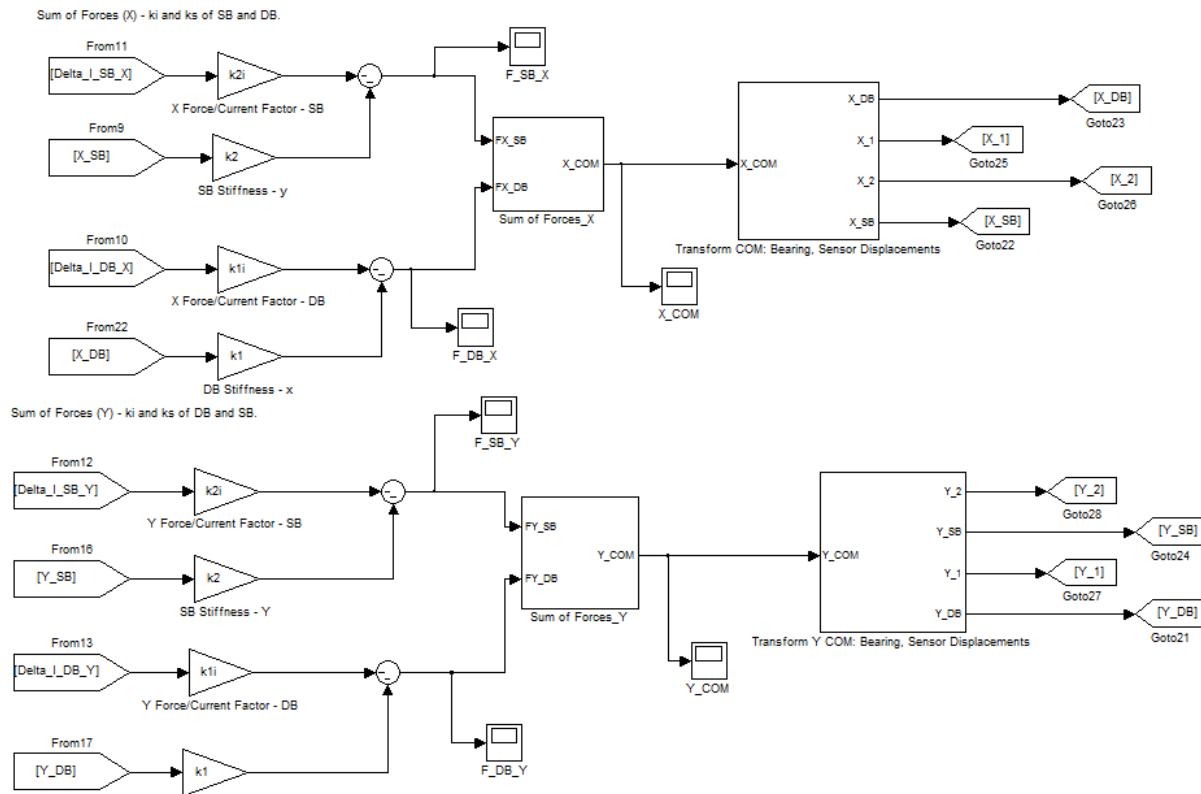 Sum of Forces (X) - ki and ks of SB and DB.
From11
[Delta_I_SB_X]
k2i
X Force/Current Factor - SB
F_SB_X
From9
[X_SB]
k2
SB Stiffness - y
From10
[Delta_I_DB_X]
k1i
X Force/Current Factor - DB
From22
[X_DB]
k1
DB Stiffness - x
F_DB_X
FX_SB
FX_DB
X_COM
Sum of Forces_X
X_COM
X_COM
X_DB
X_1
X_2
X_SB
Transform COM: Bearing, Sensor Displacements
[X_DB]
Goto23
[X_1]
Goto25
[X_2]
Goto26
[X_SB]
Goto22
Sum of Forces (Y) - ki and ks of DB and SB.
From12
[Delta_I_SB_Y]
k2i
Y Force/Current Factor - SB
F_SB_Y
From16
[Y_SB]
k2
SB Stiffness - Y
From13
[Delta_I_DB_Y]
k1i
Y Force/Current Factor - DB
From17
[Y_DB]
k1
F_DB_Y
FY_SB
FY_DB
Y_COM
Sum of Forces_Y
Y_COM
Y_COM
Y_2
Y_SB
Y_1
Y_DB
Transform Y COM: Bearing, Sensor Displacements
[Y_2]
Goto28
[Y_SB]
Goto24
[Y_1]
Goto27
[Y_DB]
Goto21